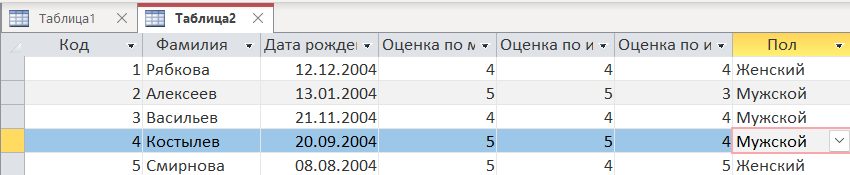 Таблица1 Таблица2
Код Фамилия Дата рожден Оценка по м Оценка по и Оценка по и Пол
1 Рябкова 12.12.2004 4 4 4 Женский
2 Алексеев 13.01.2004 5 5 3 Мужской
3 Васильев 21.11.2004 4 4 4 Мужской
4 Костылев 20.09.2004 5 5 4 Мужской
5 Смирнова 08.08.2004 5 4 5 Женский